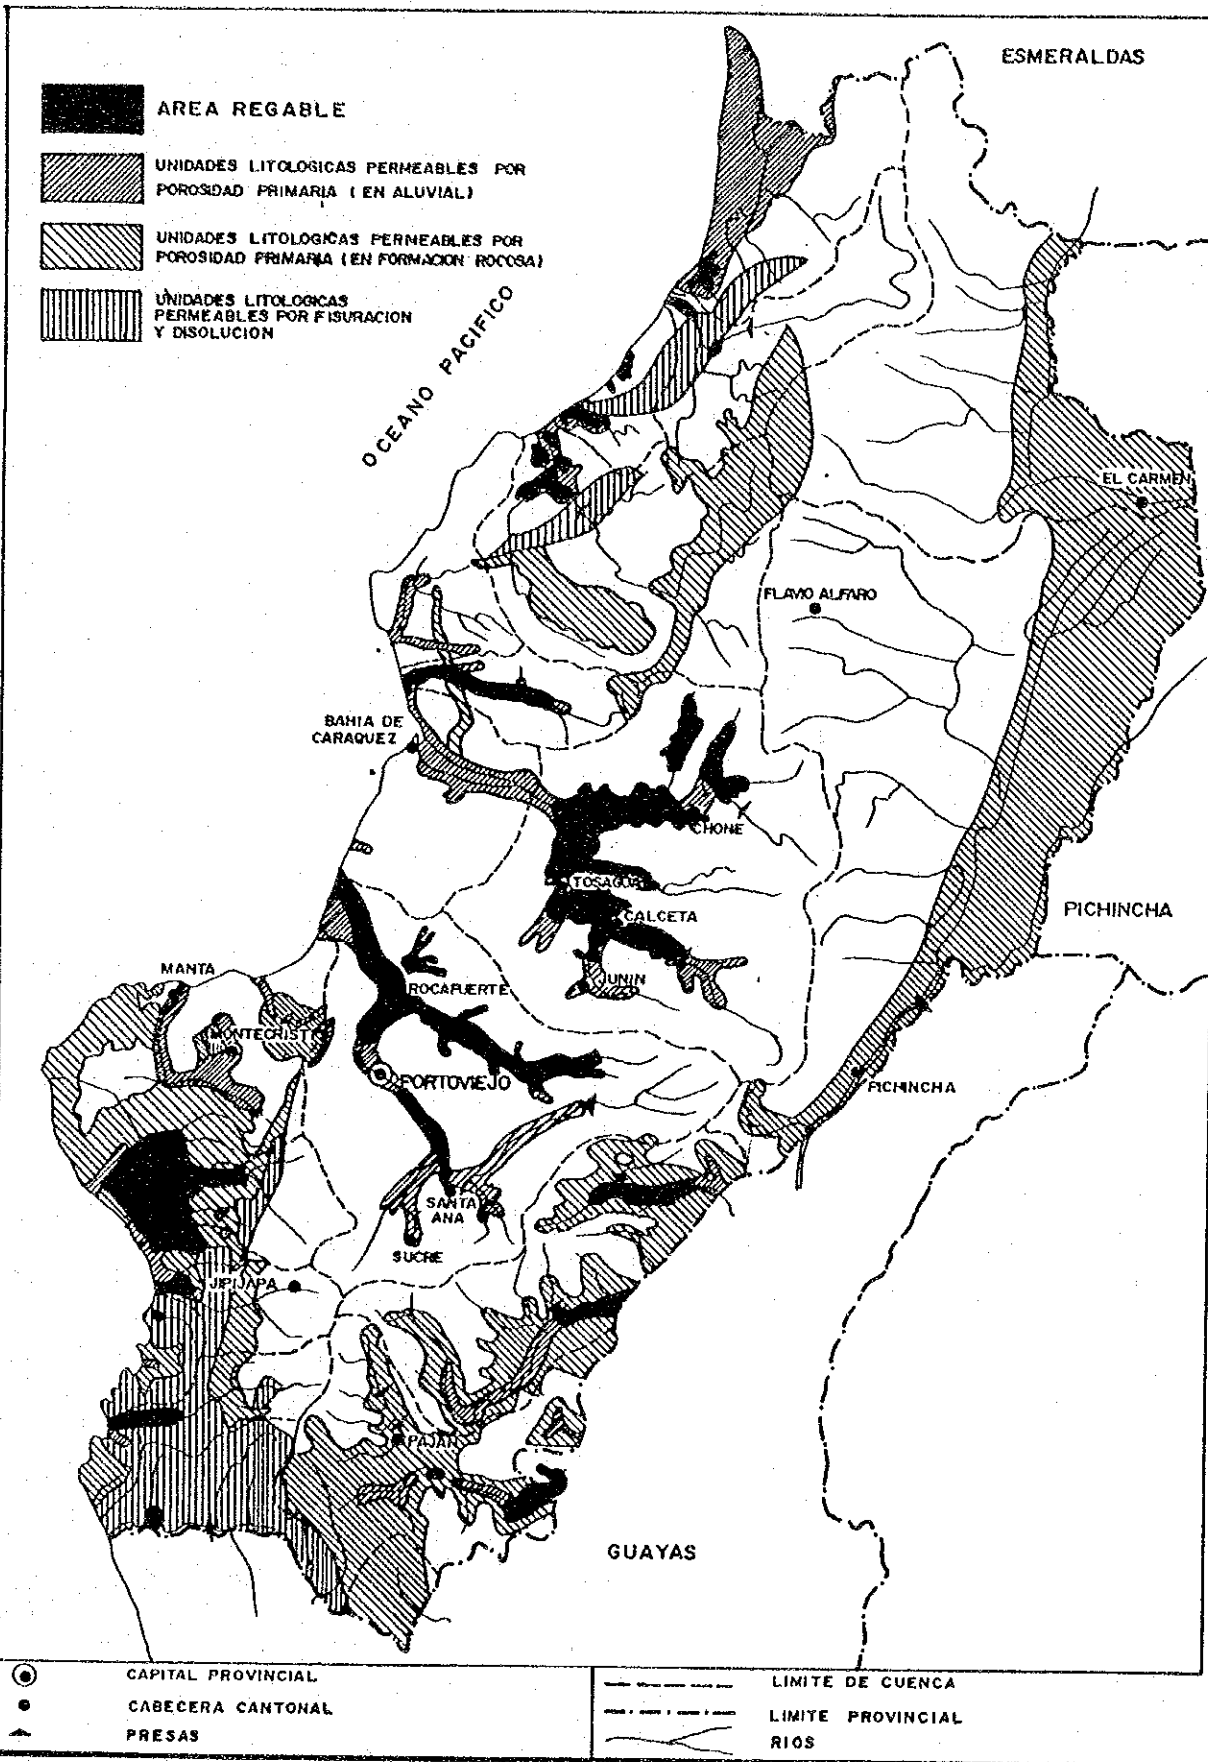 ESMERALDAS
AREA REGABLE
UNIDADES LITOLOGICAS PERMEABLES POR
POROSIDAD PRIMARIA ( EN ALUVIAL)
UNIDADES LITOLOGICAS PERMEABLES POR
POROSIDAD PRIMARIA ( EN FORMACION ROCOSA)
UNIDADES LITOLOGICAS
PERMEABLES POR FISURACION
Y DISOLUCION
OCEANO PACIFICO
EL CARMEN
FLAVIO ALFARO
BAHIA DE
CARAQUEZ
CHONE
TOSAGUA
CALCETA
PICHINCHA
MANTA
JUNIN
ROCAFUERTE
MONTECRISTI
PORTOVIEJO
PICHINCHA
SANTA
ANA
SUCRE
JIPIJAPA
PAJAN
GUAYAS
CAPITAL PROVINCIAL
CABECERA CANTONAL
PRESAS
LIMITE DE CUENCA
LIMITE PROVINCIAL
RIOS